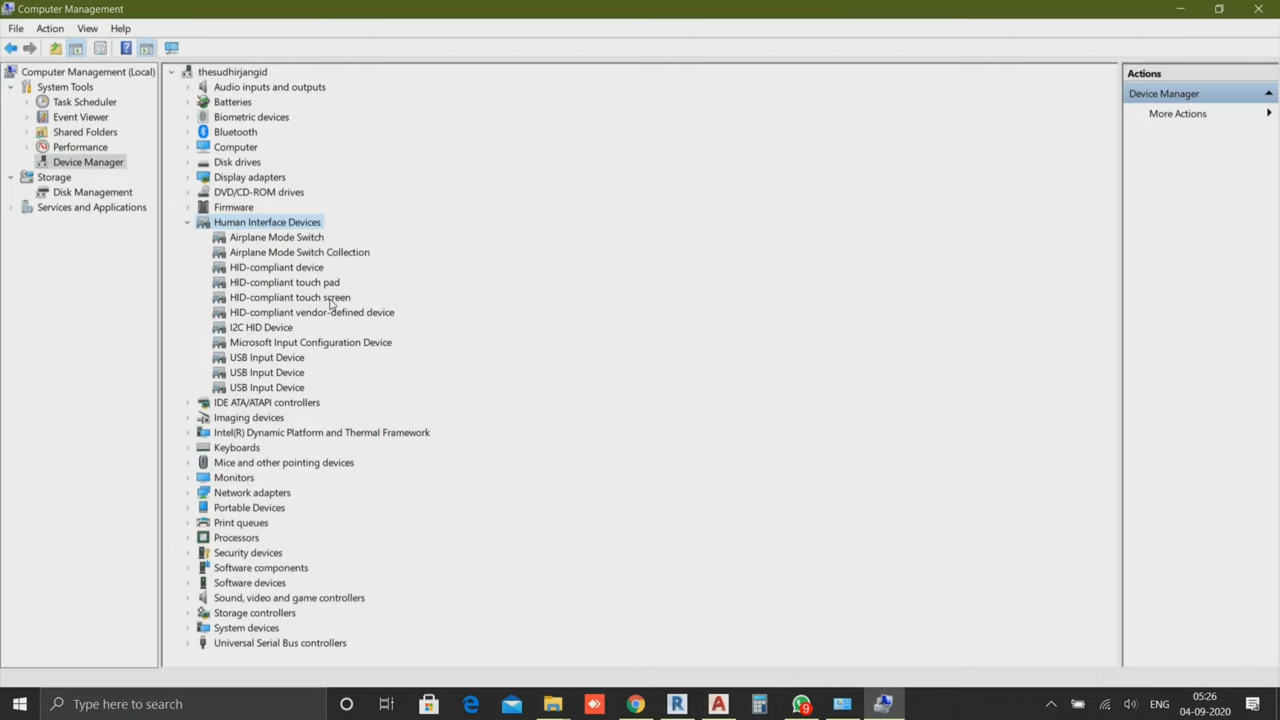 Computer Management
File Action View Help
Computer Management (Local)
System Tools
Task Scheduler
Event Viewer
Shared Folders
Performance
Device Manager
Storage
Disk Management
Services and Applications
thesudhirjangid
Audio inputs and outputs
Batteries
Biometric devices
Bluetooth
Computer
Disk drives
Display adapters
DVD/CD-ROM drives
Firmware
Human Interface Devices
Airplane Mode Switch
Airplane Mode Switch Collection
HID-compliant device
HID-compliant touch pad
HID-compliant touch screen
HID-compliant vendor-defined device
I2C HID Device
Microsoft Input Configuration Device
USB Input Device
USB Input Device
USB Input Device
IDE ATA/ATAPI controllers
Imaging devices
Intel(R) Dynamic Platform and Thermal Framework
Keyboards
Mice and other pointing devices
Monitors
Network adapters
Portable Devices
Print queues
Processors
Security devices
Software components
Software devices
Sound, video and game controllers
Storage controllers
System devices
Universal Serial Bus controllers
Actions
Device Manager
More Actions
Type here to search
R
A
9
ENG
05:26
04-09-2020